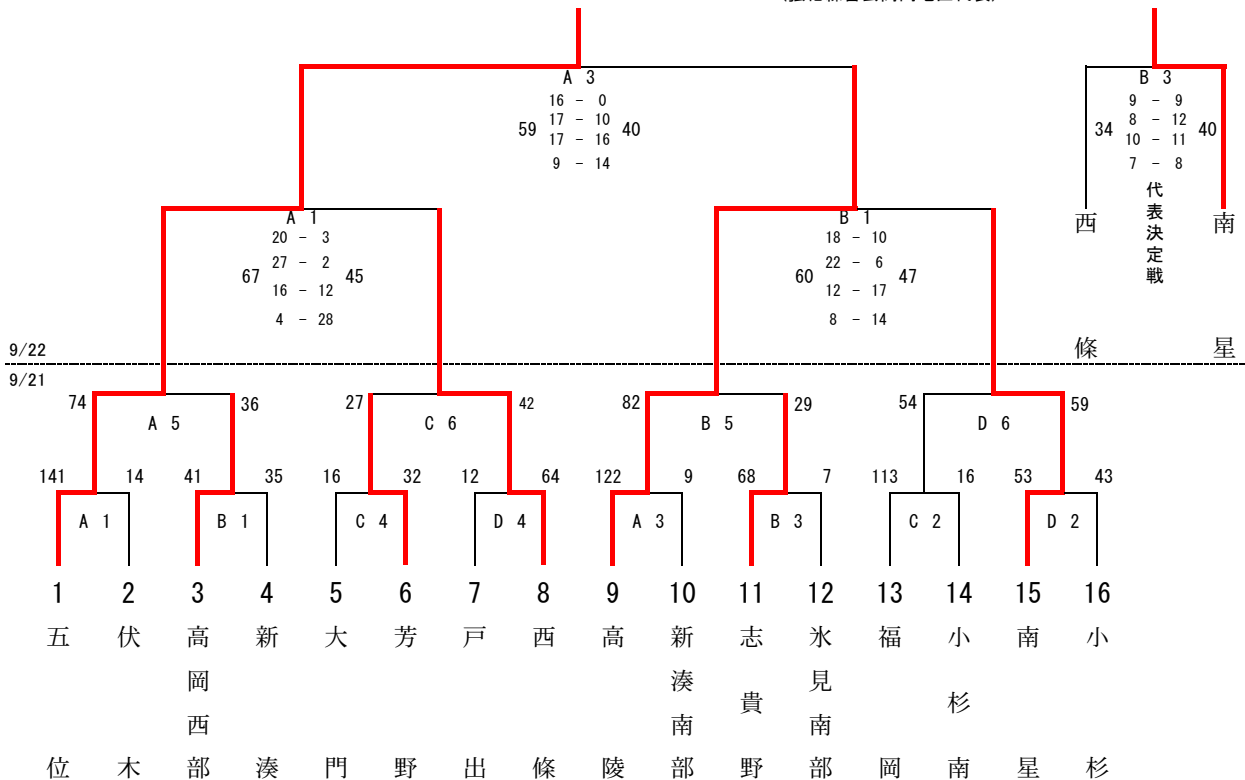 A 3
16 - 0
17 - 10
59 40
17 - 16
9 - 14
B 3
9 - 9
8 - 12
34 40
10 - 11
7 - 8
代表決定戦
西條
南星
A 1
20 - 3
27 - 2
67 45
16 - 12
4 - 28
B 1
18 - 10
22 - 6
60 47
12 - 17
8 - 14
9/22
9/21
74 36 27 42 82 29 54 59
A 5 C 6 B 5 D 6
141 14 41 35 16 32 12 64 122 9 68 7 113 16 53 43
A 1 B 1 C 4 D 4 A 3 B 3 C 2 D 2
1 2 3 4 5 6 7 8 9 10 11 12 13 14 15 16
五位
伏木
高岡西部
新湊
大門
芳野
戸出
西條
高陵
新湊南部
志貴野
氷見南部
福岡
小杉南
南星
小杉